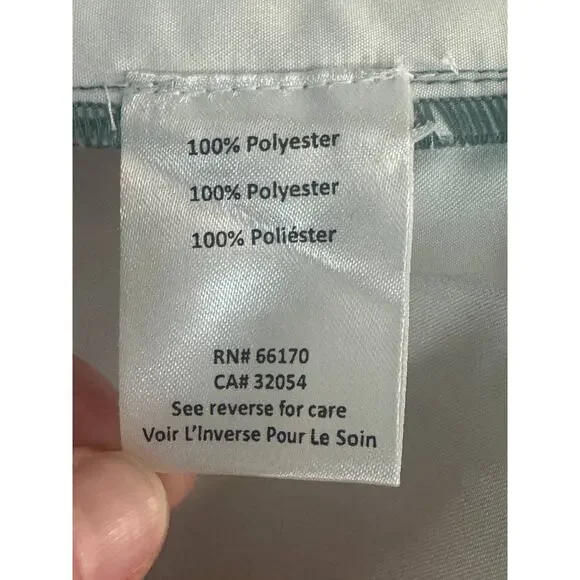 100% Polyester
100% Polyester
100% Poliéster
RN# 66170
CA# 32054
See reverse for care
Voir L'Inverse Pour Le Soin